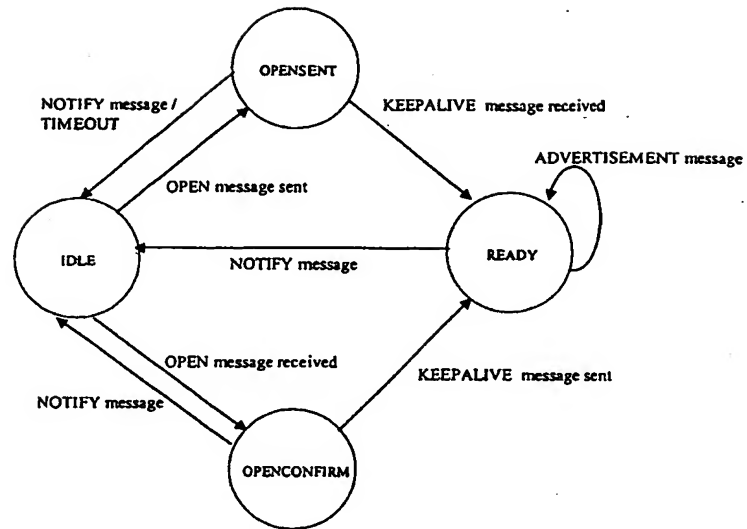 OPENSENT
NOTIFY message /
TIMEOUT
KEEPALIVE message received
ADVERTISEMENT message
OPEN message sent
IDLE
READY
NOTIFY message
OPEN message received
KEEPALIVE message sent
NOTIFY message
OPENCONFIRM